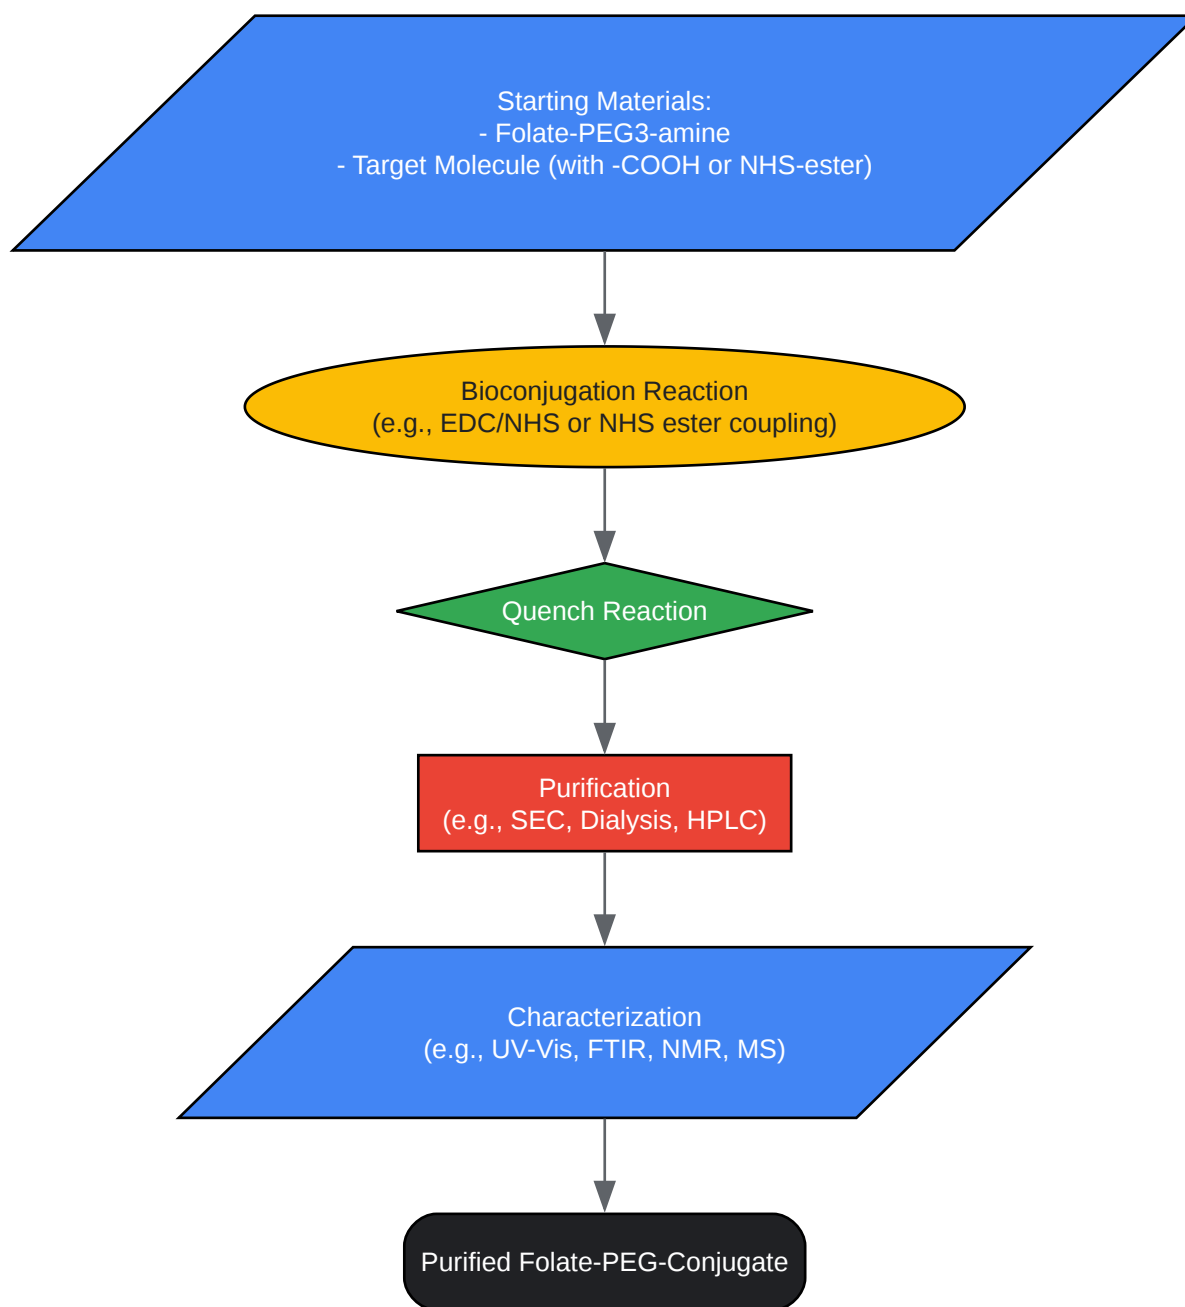 Starting Materials:
- Folate-PEG3-amine
- Target Molecule (with -COOH or NHS-ester)
Bioconjugation Reaction
(e.g., EDC/NHS or NHS ester coupling)
Quench Reaction
Purification
(e.g., SEC, Dialysis, HPLC)
Characterization
(e.g., UV-Vis, FTIR, NMR, MS)
Purified Folate-PEG-Conjugate